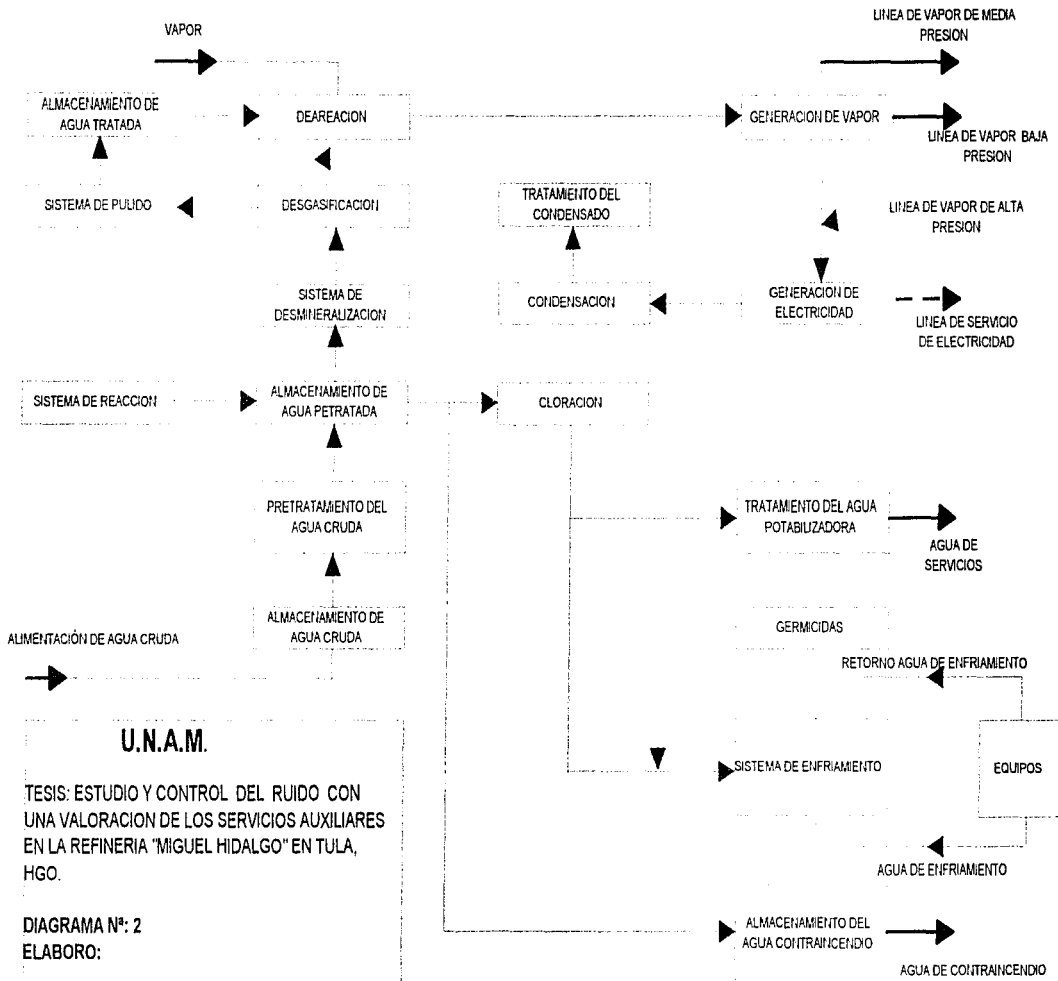 VAPOR
LINEA DE VAPOR DE MEDIA
PRESION
ALMACENAMIENTO DE
AGUA TRATADA
DEAREACION
GENERACION DE VAPOR
LINEA DE VAPOR BAJA
PRESION
SISTEMA DE PULIDO
DESGASIFICACION
TRATAMIENTO DEL
CONDENSADO
LINEA DE VAPOR DE ALTA
PRESION
SISTEMA DE
DESMINERALIZACION
CONDENSACION
GENERACION DE
ELECTRICIDAD
LINEA DE SERVICIO
DE ELECTRICIDAD
SISTEMA DE REACCION
ALMACENAMIENTO DE
AGUA PETRATADA
CLORACION
PRETRATAMIENTO DEL
AGUA CRUDA
TRATAMIENTO DEL AGUA
POTABILIZADORA
AGUA DE
SERVICIOS
ALMACENAMIENTO DE
AGUA CRUDA
GERMICIDAS
ALIMENTACIÓN DE AGUA CRUDA
RETORNO AGUA DE ENFRIAMIENTO
SISTEMA DE ENFRIAMIENTO
EQUIPOS
AGUA DE ENFRIAMIENTO
ALMACENAMIENTO DEL
AGUA CONTRAINCENDIO
AGUA DE CONTRAINCENDIO
U.N.A.M.
TESIS: ESTUDIO Y CONTROL DEL RUIDO CON
UNA VALORACION DE LOS SERVICIOS AUXILIARES
EN LA REFINERIA "MIGUEL HIDALGO" EN TULA,
HGO.
DIAGRAMA Nª: 2
ELABORO: